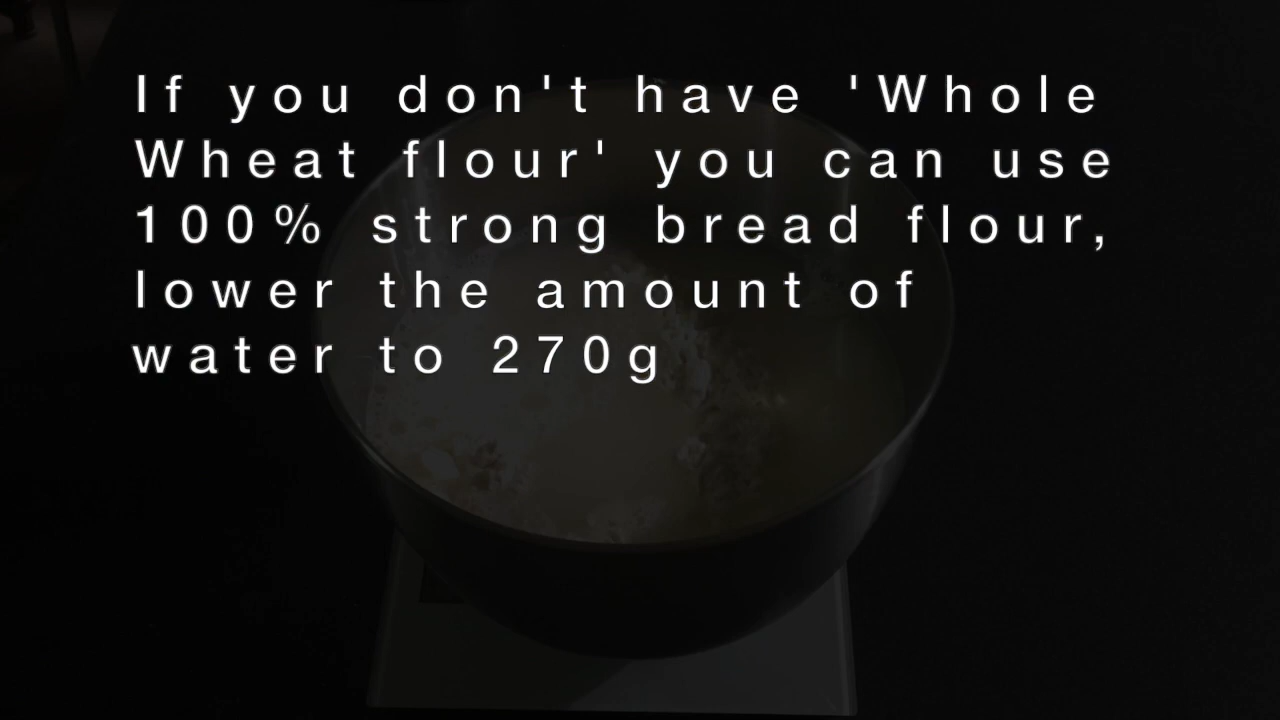 If you don't have 'Whole
Wheat flour' you can use
100% strong bread flour,
lower the amount of
water to 270g